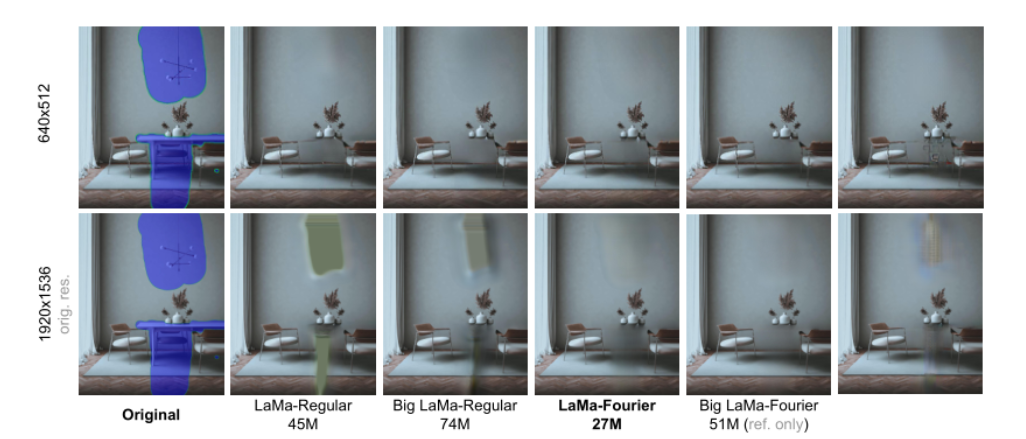 640x512
1920x1536
orig. res.
Original
LaMa-Regular
45M
Big LaMa-Regular
74M
LaMa-Fourier
27M
Big LaMa-Fourier
51M (ref. only)